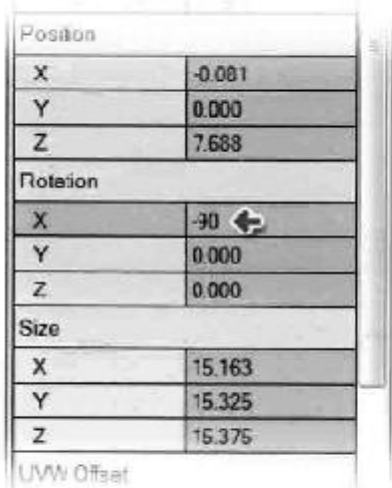 Position
X -0.081
Y 0.000
Z 7.688
Rotation
X -90
Y 0.000
Z 0.000
Size
X 15.163
Y 15.325
Z 15.375
UVW Offset